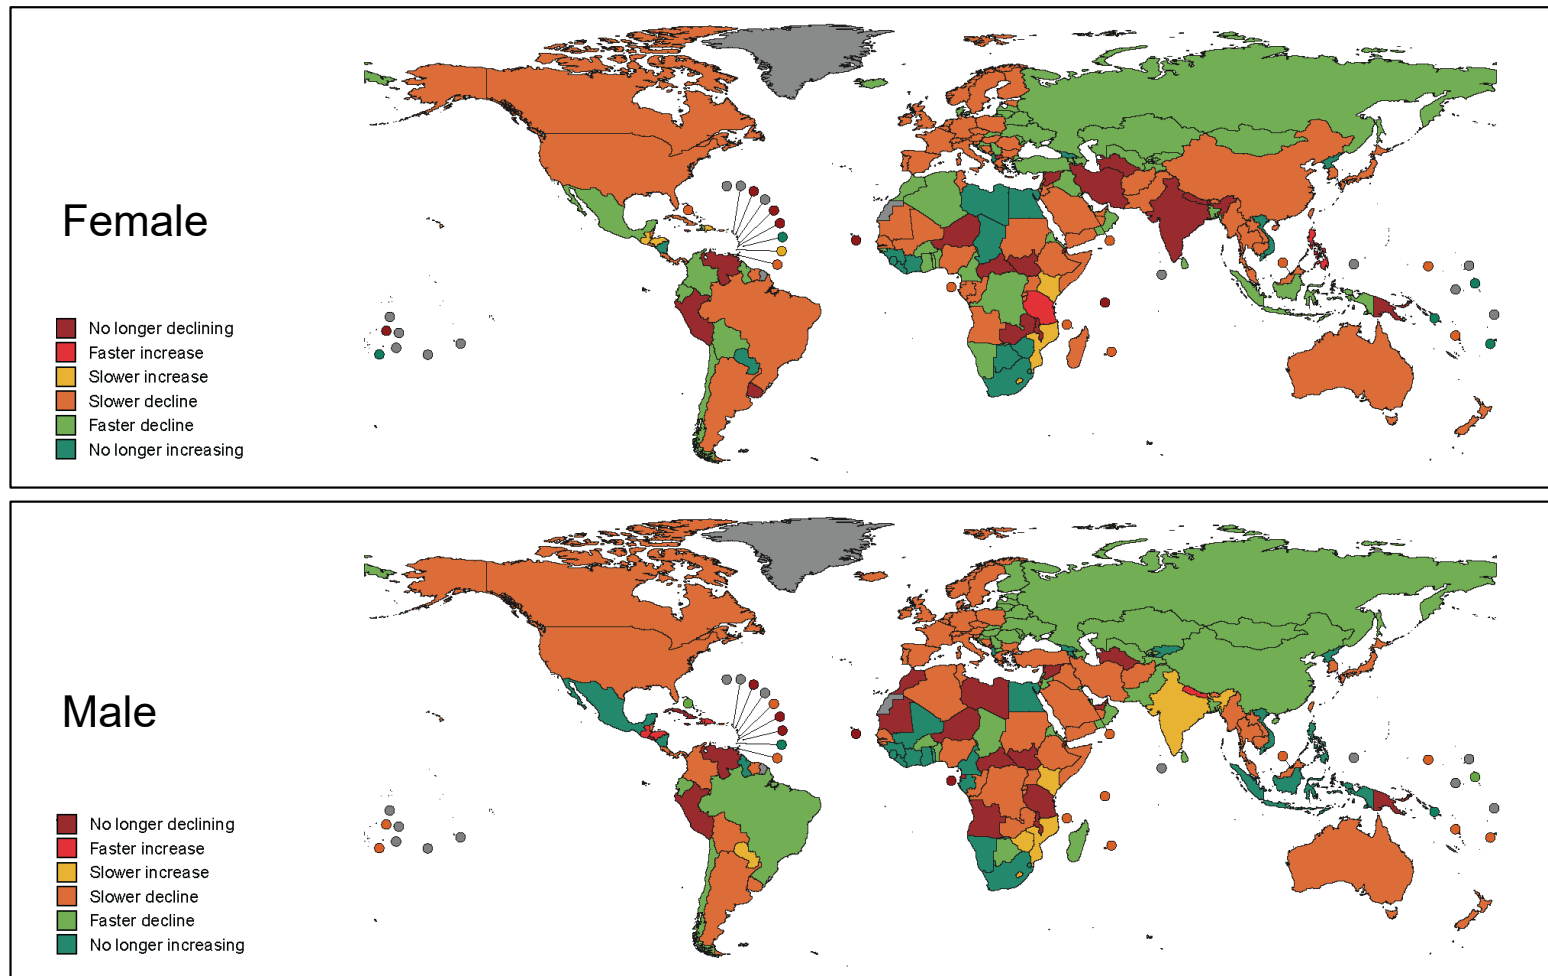 Female
No longer declining
Faster increase
Slower increase
Slower decline
Faster decline
No longer increasing
Male
No longer declining
Faster increase
Slower increase
Slower decline
Faster decline
No longer increasing